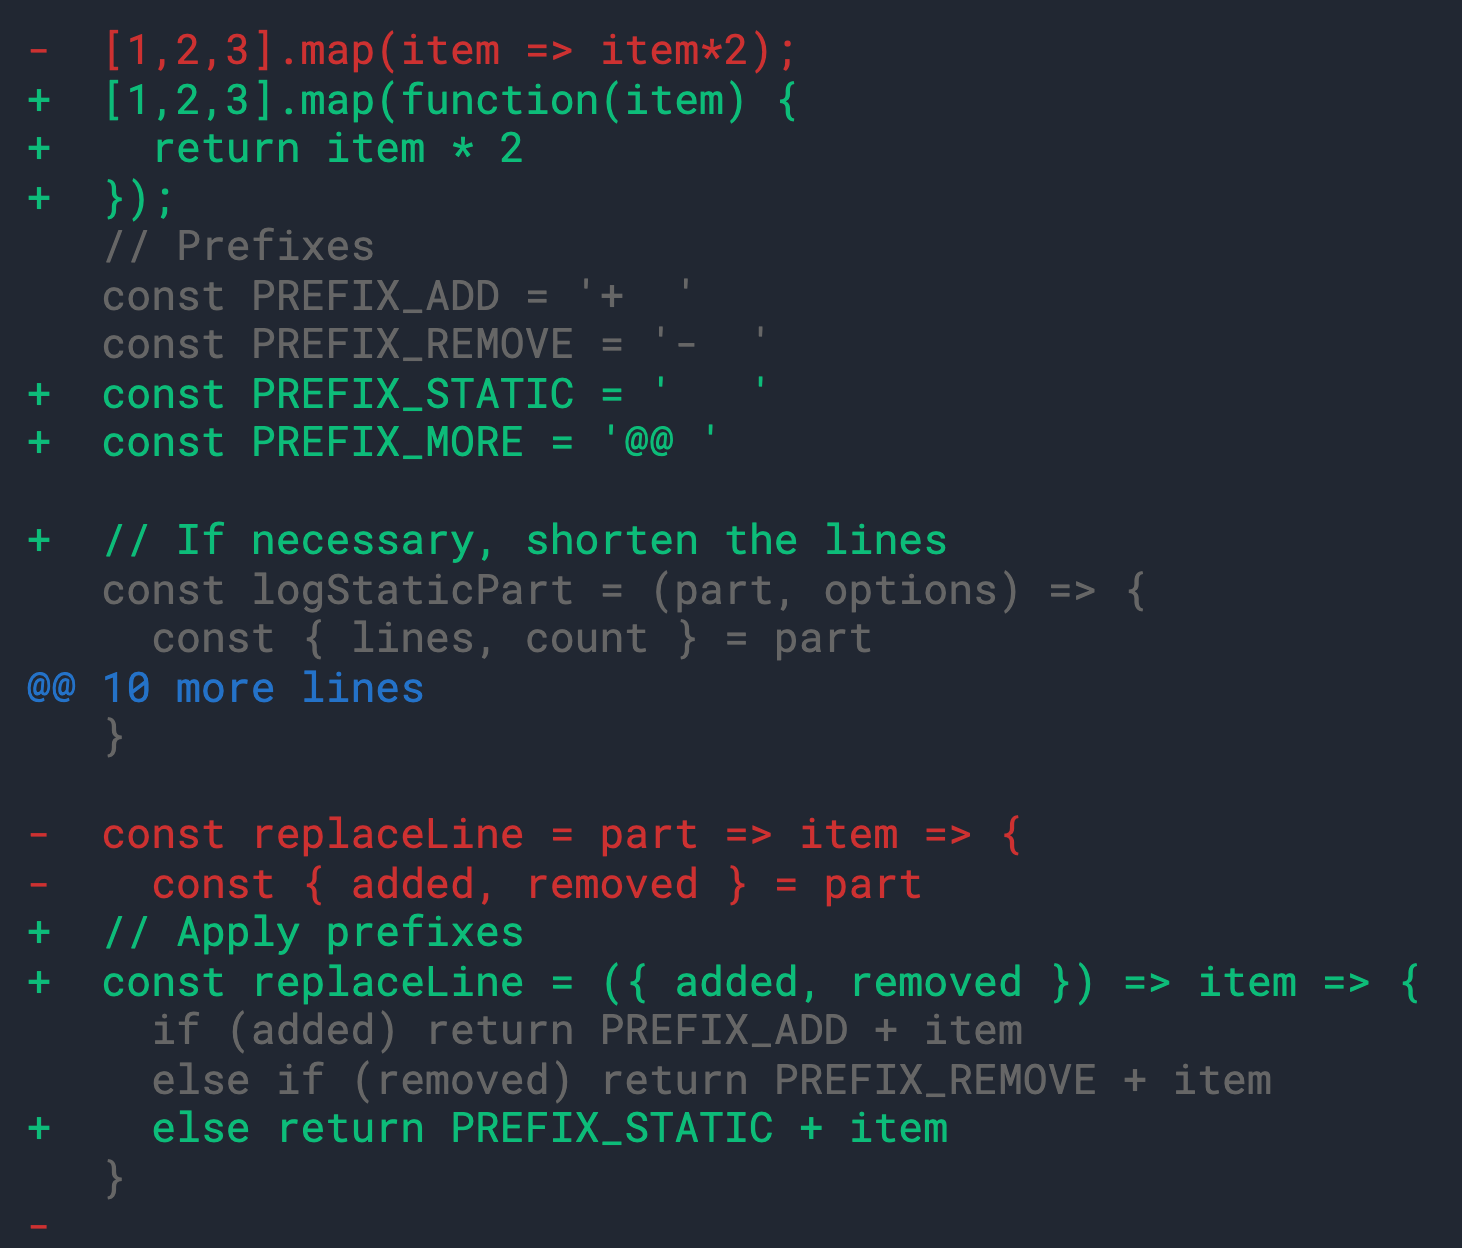 -  [1,2,3].map(item => item*2);
+  [1,2,3].map(function(item) {
+    return item * 2
+  });
   // Prefixes
   const PREFIX_ADD = '+  '
   const PREFIX_REMOVE = '-  '
+  const PREFIX_STATIC = '   '
+  const PREFIX_MORE = '@@ '

+  // If necessary, shorten the lines
   const logStaticPart = (part, options) => {
     const { lines, count } = part
@@ 10 more lines
   }

-  const replaceLine = part => item => {
-    const { added, removed } = part
+  // Apply prefixes
+  const replaceLine = ({ added, removed }) => item => {
     if (added) return PREFIX_ADD + item
     else if (removed) return PREFIX_REMOVE + item
+    else return PREFIX_STATIC + item
   }
-